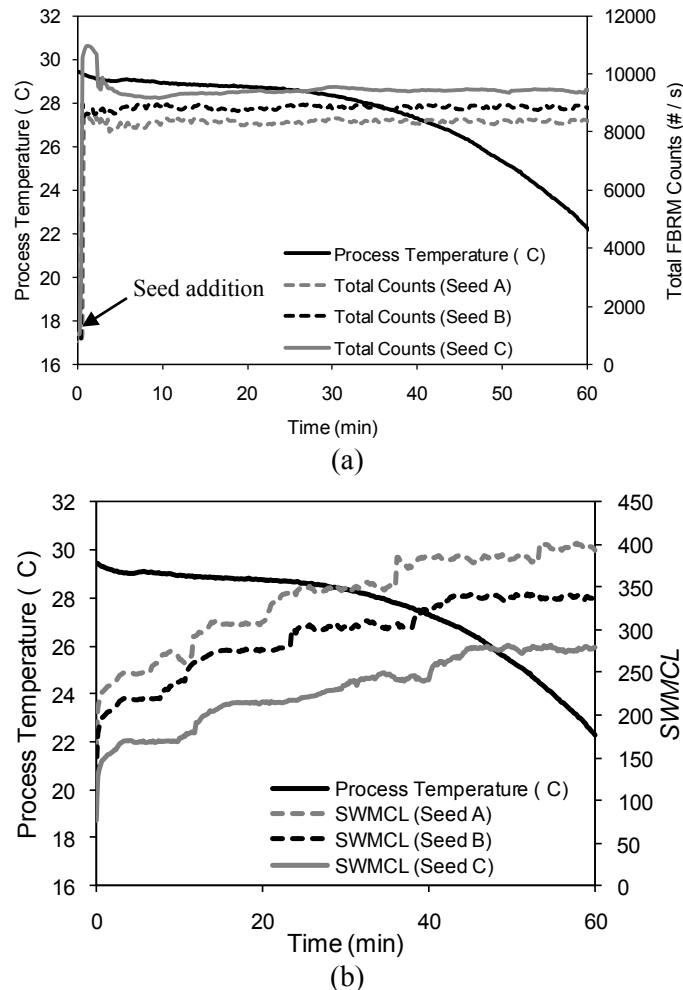 32
30
28
26
24
22
20
18
16
12000
10000
8000
6000
4000
2000
0
Process Temperature ( C)
Total FBRM Counts (# / s)
Process Temperature ( C)
Total Counts (Seed A)
Total Counts (Seed B)
Total Counts (Seed C)
Seed addition
0 10 20 30 40 50 60
Time (min)
(a)
32
30
28
26
24
22
20
18
16
450
400
350
300
250
200
150
100
50
0
Process Temperature ( C)
SWMCL
Process Temperature ( C)
SWMCL (Seed A)
SWMCL (Seed B)
SWMCL (Seed C)
0 20 40 60
Time (min)
(b)